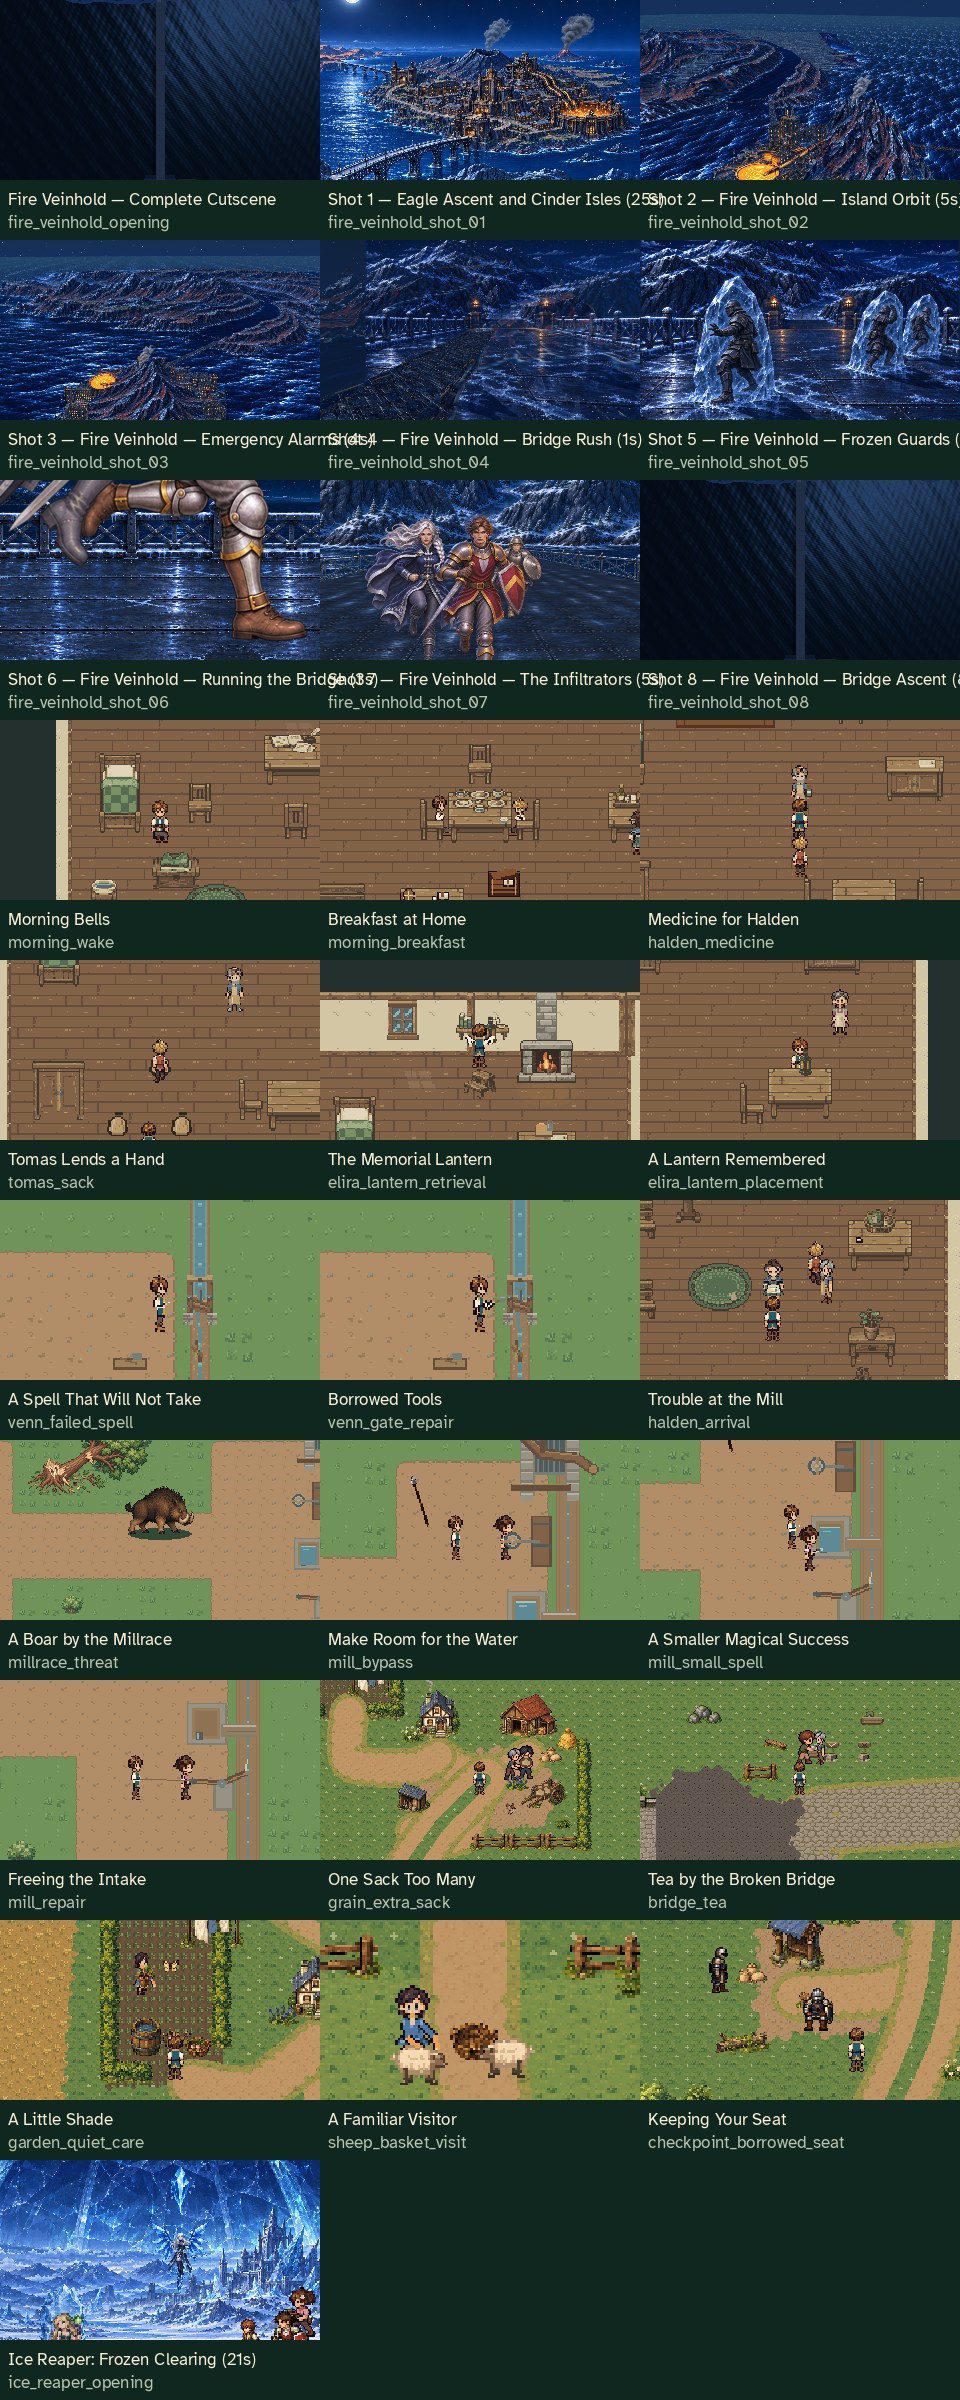 Fire Veinhold — Complete Cutscene
fire_veinhold_opening
Shot 1 — Eagle Ascent and Cinder Isles (25s)
fire_veinhold_shot_01
Shot 2 — Fire Veinhold — Island Orbit (5s)
fire_veinhold_shot_02
Shot 3 — Fire Veinhold — Emergency Alarms (4s)
fire_veinhold_shot_03
Shot 4 — Fire Veinhold — Bridge Rush (1s)
fire_veinhold_shot_04
Shot 5 — Fire Veinhold — Frozen Guards (
fire_veinhold_shot_05
Shot 6 — Fire Veinhold — Running the Bridge (3s)
fire_veinhold_shot_06
Shot 7 — Fire Veinhold — The Infiltrators (5s)
fire_veinhold_shot_07
Shot 8 — Fire Veinhold — Bridge Ascent (8
fire_veinhold_shot_08
Morning Bells
morning_wake
Breakfast at Home
morning_breakfast
Medicine for Halden
halden_medicine
Tomas Lends a Hand
tomas_sack
The Memorial Lantern
elira_lantern_retrieval
A Lantern Remembered
elira_lantern_placement
A Spell That Will Not Take
venn_failed_spell
Borrowed Tools
venn_gate_repair
Trouble at the Mill
halden_arrival
A Boar by the Millrace
millrace_threat
Make Room for the Water
mill_bypass
A Smaller Magical Success
mill_small_spell
Freeing the Intake
mill_repair
One Sack Too Many
grain_extra_sack
Tea by the Broken Bridge
bridge_tea
A Little Shade
garden_quiet_care
A Familiar Visitor
sheep_basket_visit
Keeping Your Seat
checkpoint_borrowed_seat
Ice Reaper: Frozen Clearing (21s)
ice_reaper_opening